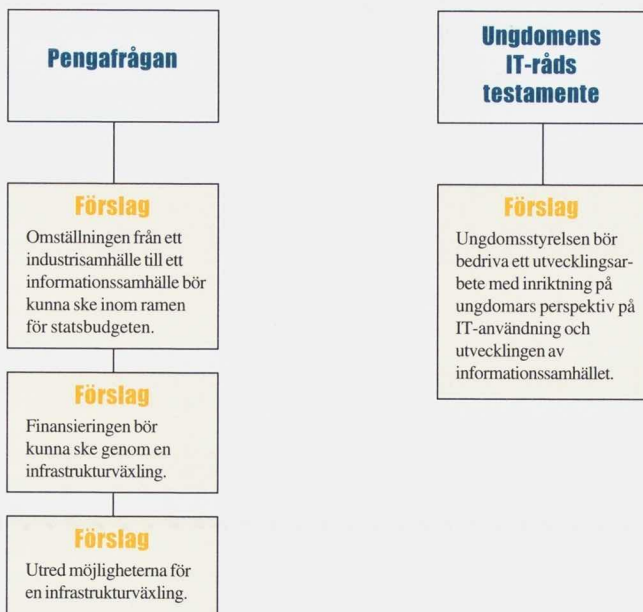 Pengafrågan
Förslag
Omställningen från ett
industrisamhälle till ett
informationssamhälle bör
kunna ske inom ramen
för statsbudgeten.
Förslag
Finansieringen bör
kunna ske genom en
infrastrukturväxling.
Förslag
Utred möjligheterna för
en infrastrukturväxling.
Ungdomens
IT-råds
testamente
Förslag
Ungdomsstyrelsen bör
bedriva ett utvecklingsar-
bete med inriktning på
ungdomars perspektiv på
IT-användning och
utvecklingen av
informationssamhället.